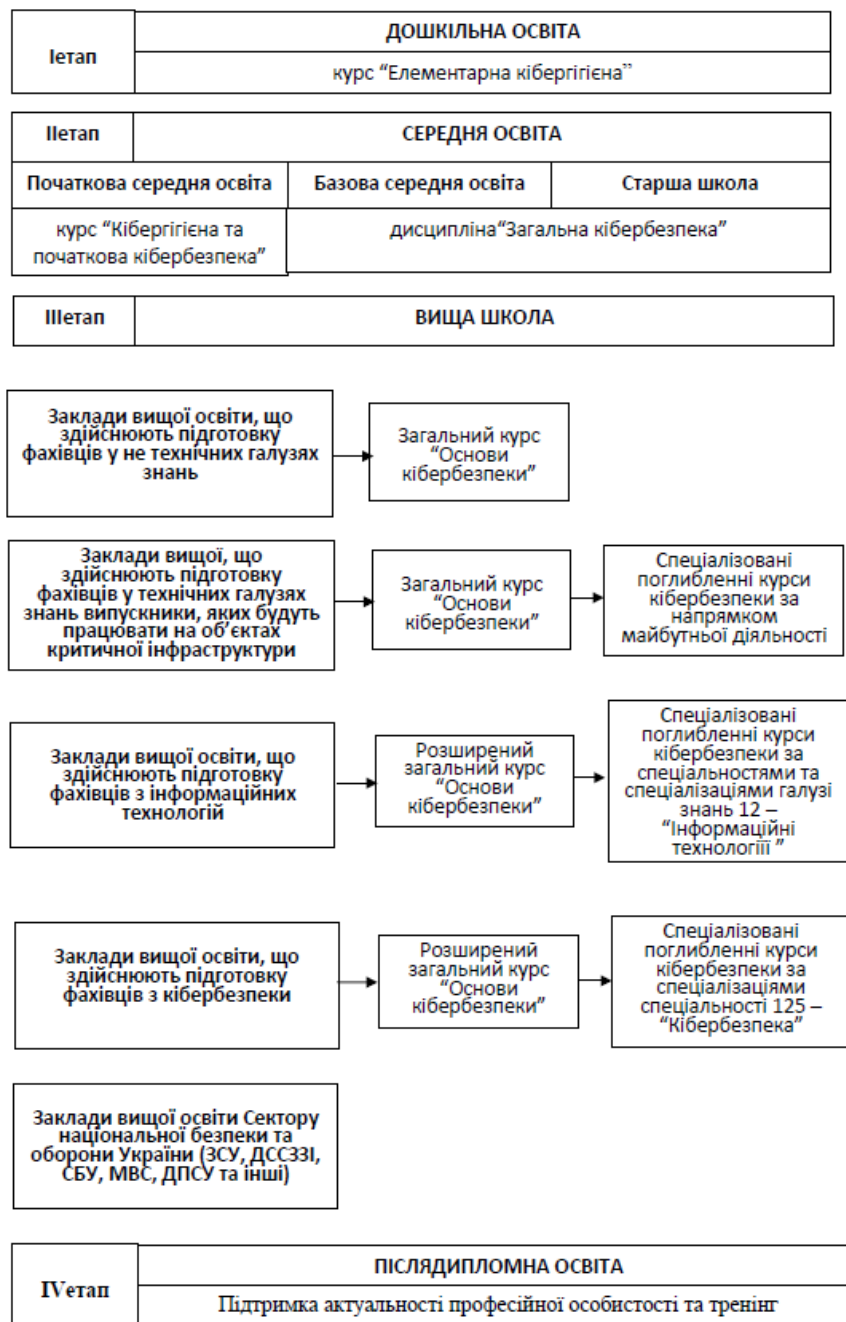 Іетап
ДОШКІЛЬНА ОСВІТА
курс “Елементарна кібергігієна”
ІІетап
СЕРЕДНЯ ОСВІТА
Початкова середня освіта
Базова середня освіта
Старша школа
курс “Кібергігієна та
початкова кібербезпека”
дисципліна“Загальна кібербезпека”
ІІІетап
ВИЩА ШКОЛА
Заклади вищої освіти, що
здійснюють підготовку
фахівців у не технічних галузях
знань
Загальний курс
“Основи
кібербезпеки”
Заклади вищої, що
здійснюють підготовку
фахівців у технічних галузях
знань випускники, яких будуть
працювати на об’єктах
критичної інфраструктури
Загальний курс
“Основи
кібербезпеки”
Спеціалізовані
поглибленні курси
кібербезпеки за
напрямком
майбутньої діяльності
Заклади вищої освіти, що
здійснюють підготовку
фахівців з інформаційних
технологій
Розширений
загальний курс
“Основи
кібербезпеки”
Спеціалізовані
поглибленні курси
кібербезпеки за
спеціальностями та
спеціалізаціями галузі
знань 12 –
“Інформаційні
технологіїї ”
Заклади вищої освіти, що
здійснюють підготовку
фахівців з кібербезпеки
Розширений
загальний курс
“Основи
кібербезпеки”
Спеціалізовані
поглибленні курси
кібербезпеки за
спеціалізаціями
спеціальності 125 –
“Кібербезпека”
Заклади вищої освіти Сектору
національної безпеки та
оборони України (ЗСУ, ДССЗЗІ,
СБУ, МВС, ДПСУ та інші)
IVетап
ПІСЛЯДИПЛОМНА ОСВІТА
Підтримка актуальності професійної особистості та тренінг